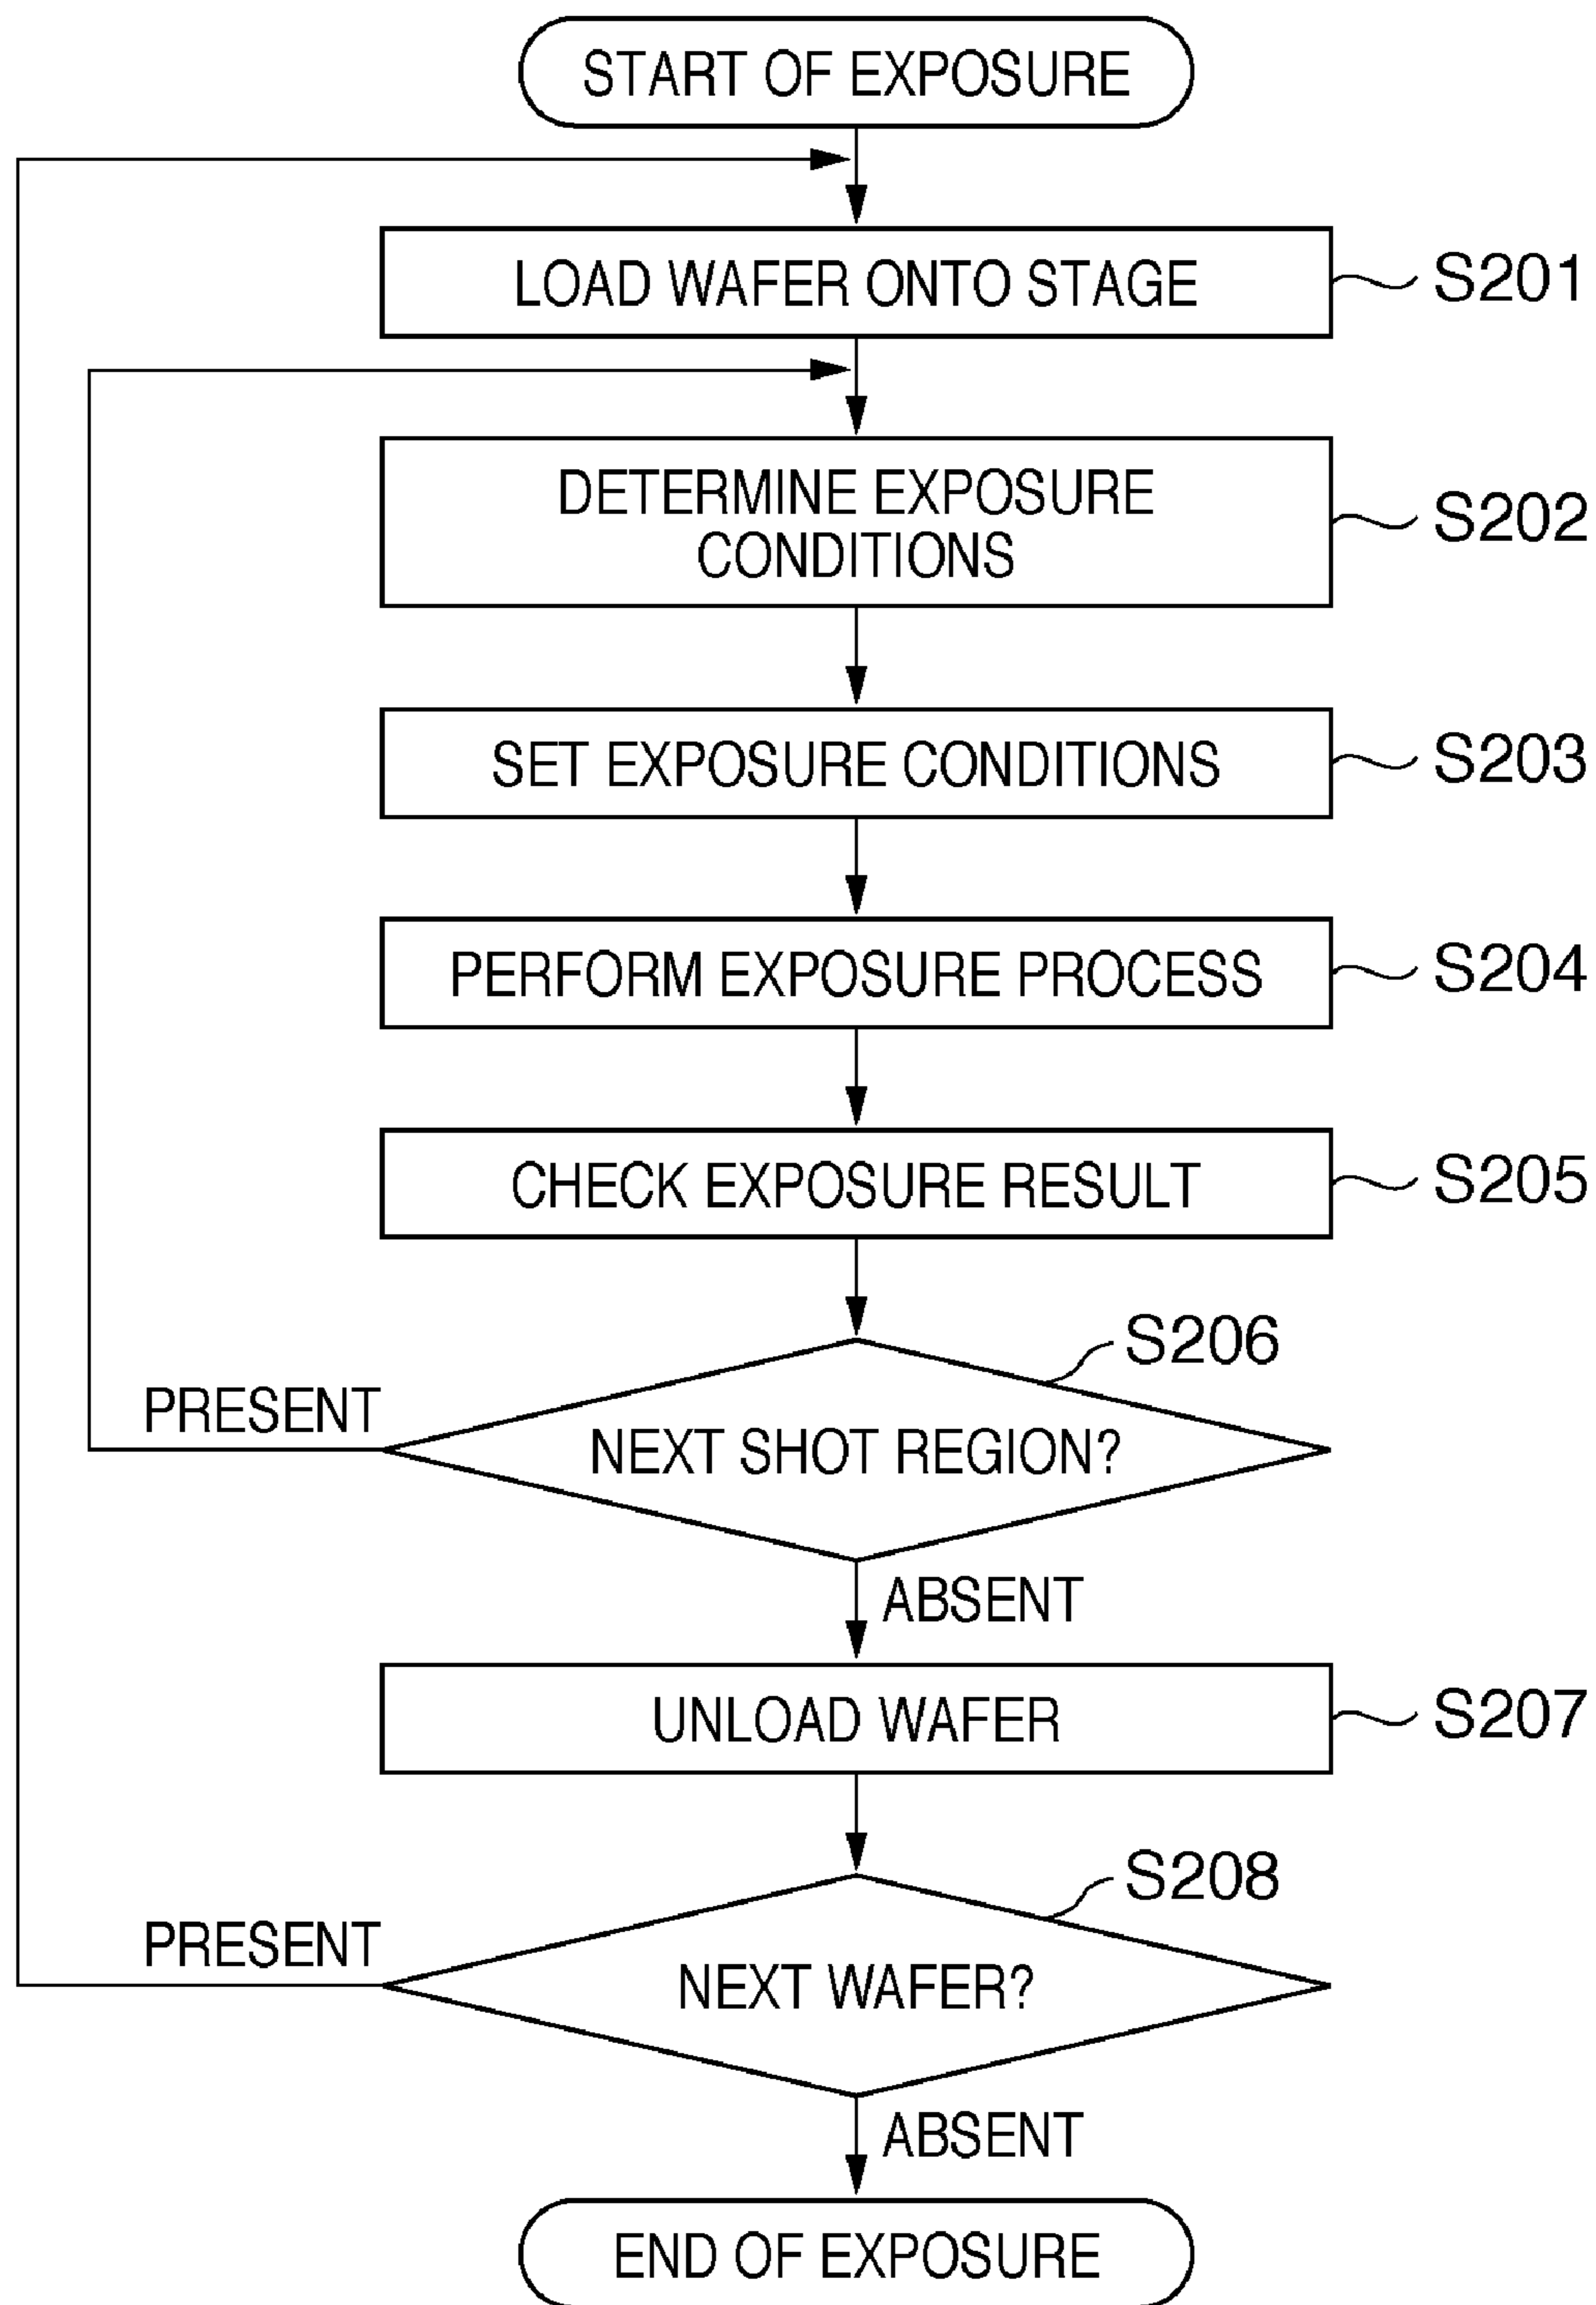 START OF EXPOSURE
LOAD WAFER ONTO STAGE
S201
DETERMINE EXPOSURE
CONDITIONS
S202
SET EXPOSURE CONDITIONS
S203
PERFORM EXPOSURE PROCESS
S204
CHECK EXPOSURE RESULT
S205
S206
PRESENT
NEXT SHOT REGION?
ABSENT
UNLOAD WAFER
S207
S208
PRESENT
NEXT WAFER?
ABSENT
END OF EXPOSURE